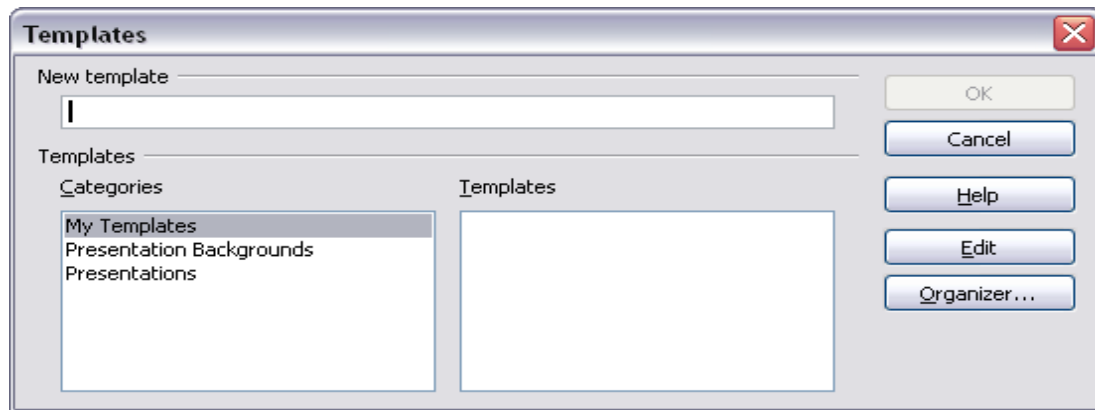 Templates
New template
OK
Cancel
Templates
Categories
Templates
Help
My Templates
Presentation Backgrounds
Presentations
Edit
Organizer...